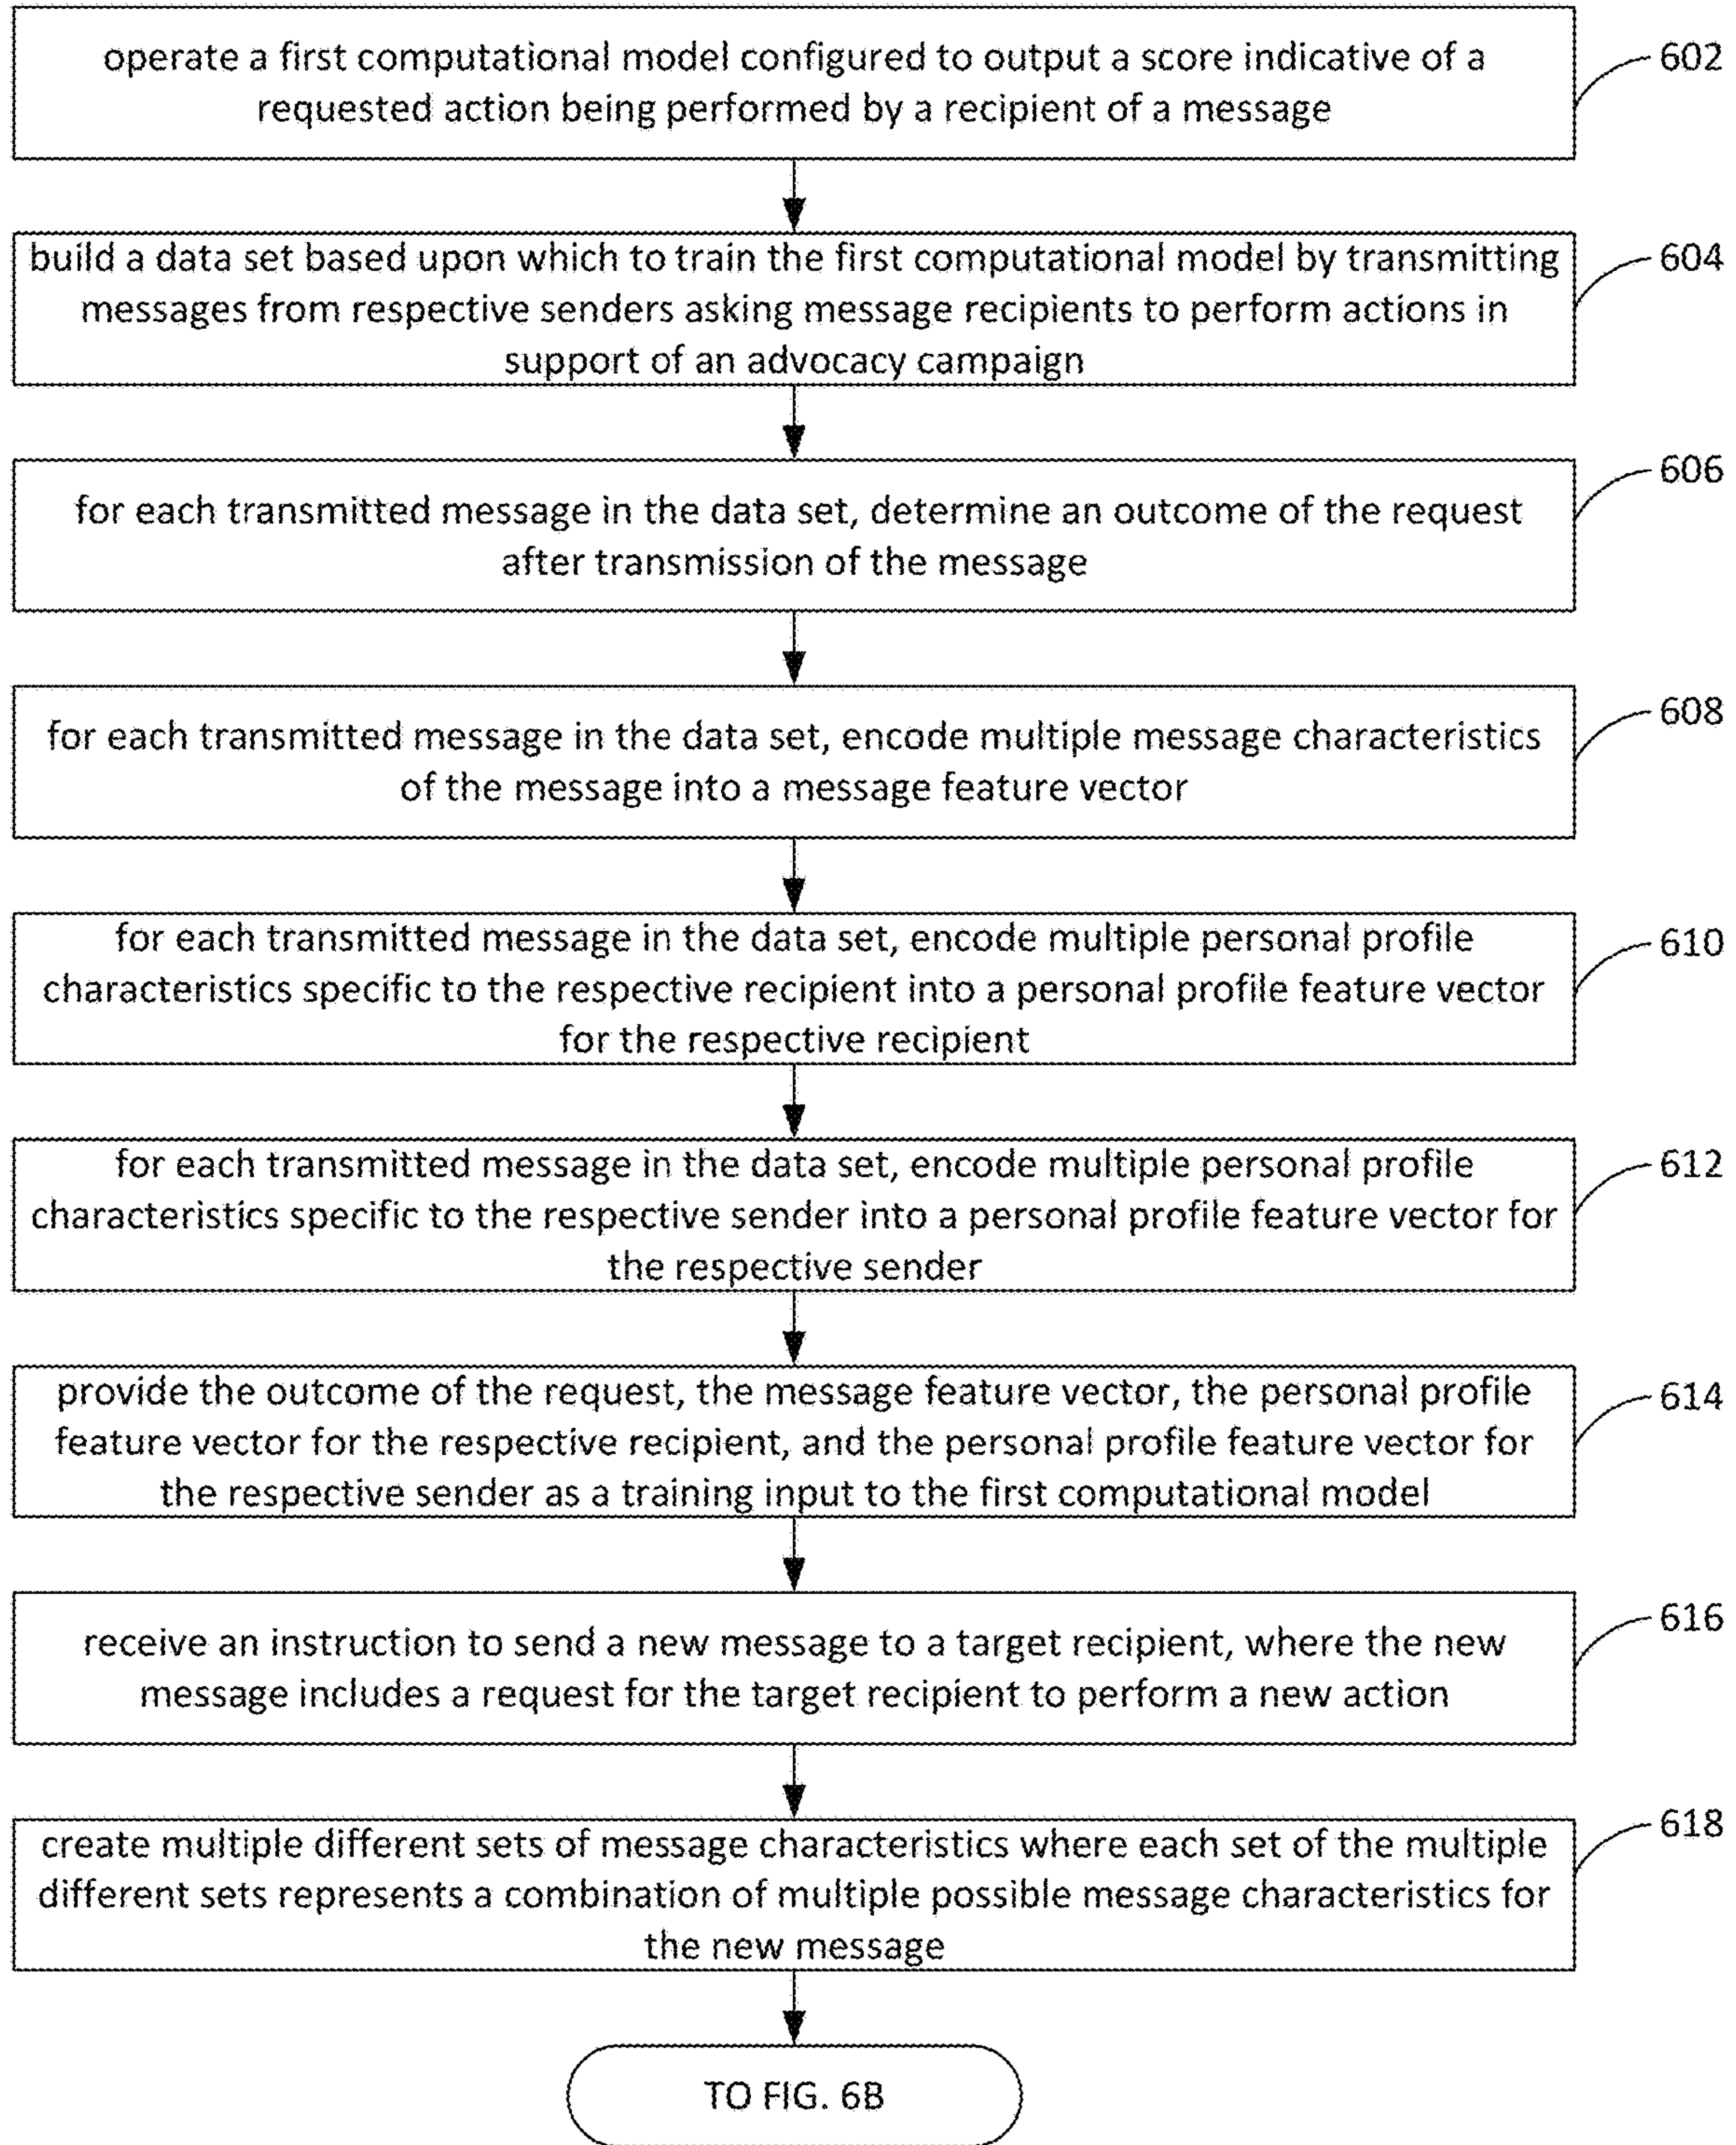 operate a first computational model configured to output a score indicative of a
requested action being performed by a recipient of a message
602
build a data set based upon which to train the first computational model by transmitting
messages from respective senders asking message recipients to perform actions in
support of an advocacy campaign
604
for each transmitted message in the data set, determine an outcome of the request
after transmission of the message
606
for each transmitted message in the data set, encode multiple message characteristics
of the message into a message feature vector
608
for each transmitted message in the data set, encode multiple personal profile
characteristics specific to the respective recipient into a personal profile feature vector
for the respective recipient
610
for each transmitted message in the data set, encode multiple personal profile
characteristics specific to the respective sender into a personal profile feature vector for
the respective sender
612
provide the outcome of the request, the message feature vector, the personal profile
feature vector for the respective recipient, and the personal profile feature vector for
the respective sender as a training input to the first computational model
614
receive an instruction to send a new message to a target recipient, where the new
message includes a request for the target recipient to perform a new action
616
create multiple different sets of message characteristics where each set of the multiple
different sets represents a combination of multiple possible message characteristics for
the new message
618
TO FIG. 6B